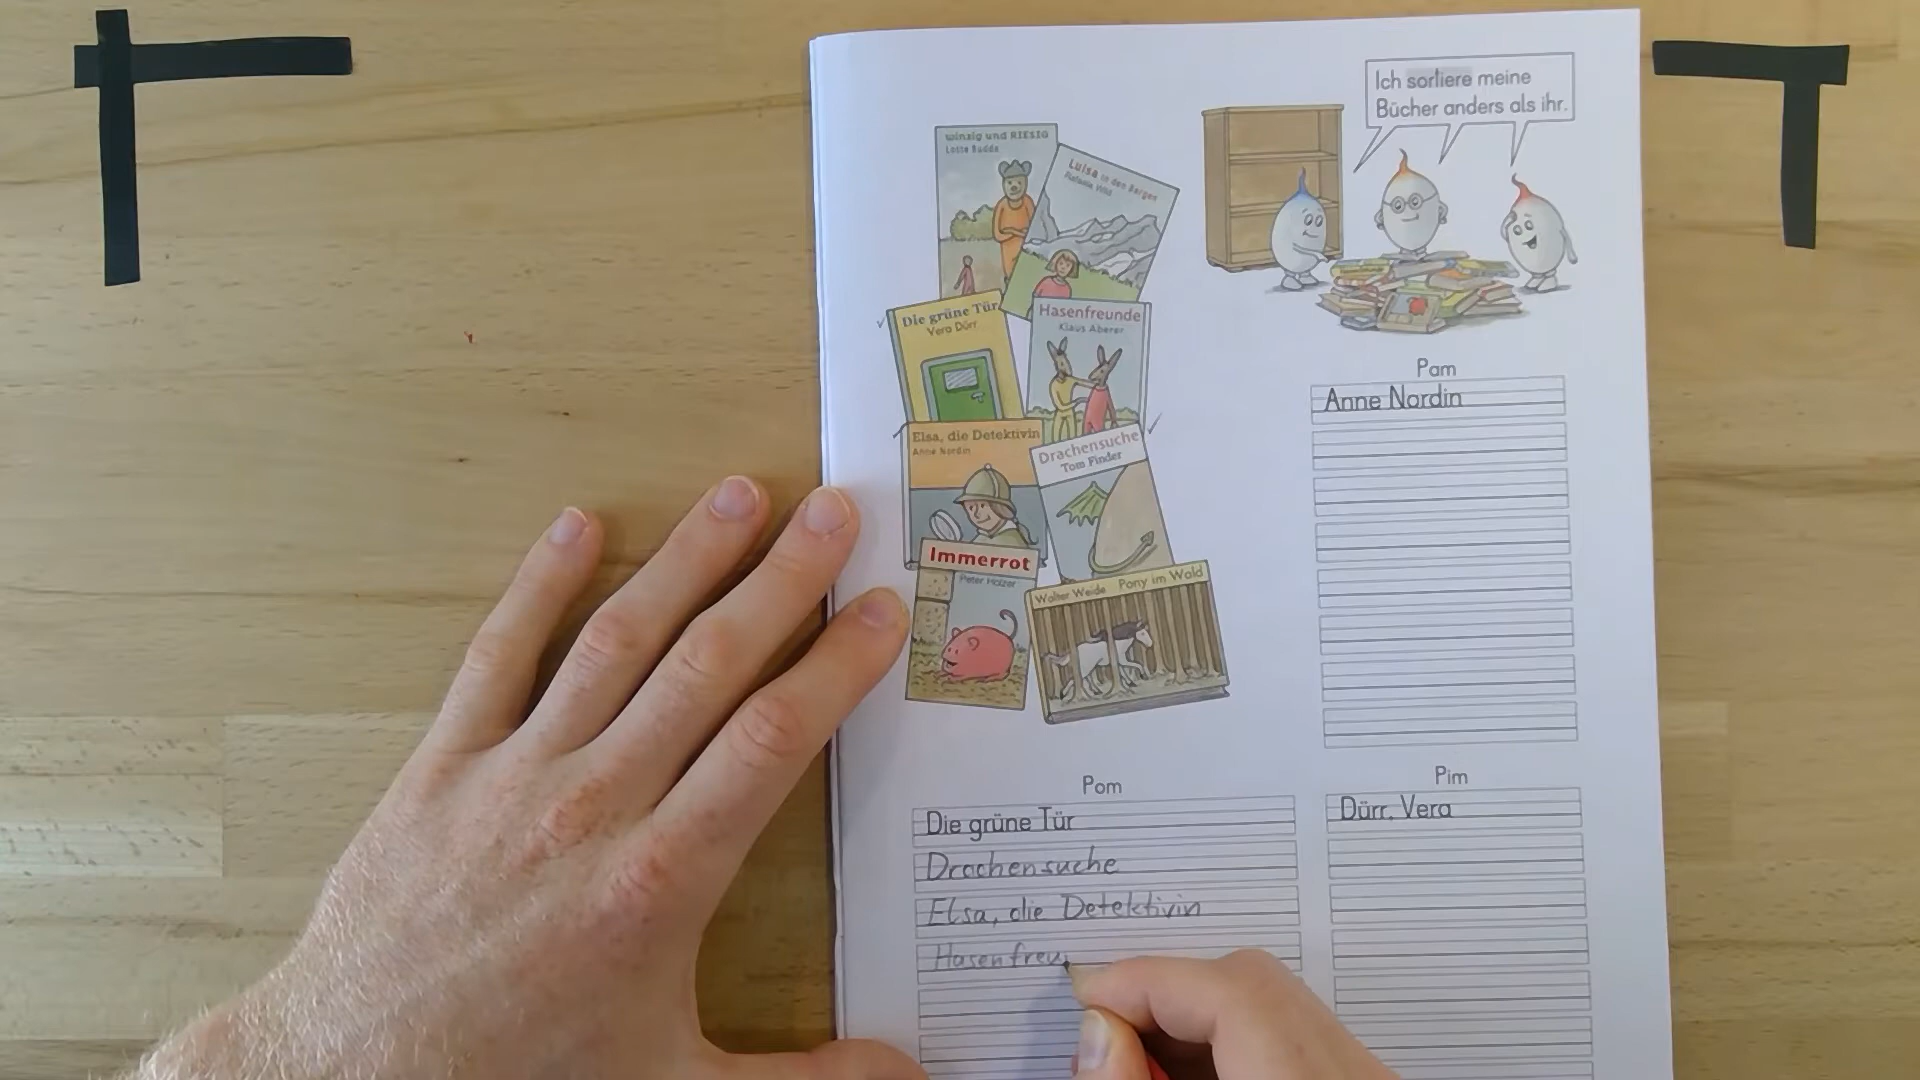 Ich sortiere meine
Bücher anders als ihr.
winzig und RIESIG
Lotte Budde
Luisa in den Bergen
Rafaela Wild
Die grüne Tür
Vera Dürr
Hasenfreunde
Klaus Aberer
Elsa, die Detektivin
Anne Nordin
Drachensuche
Tom Finder
Immerrot
Peter Holzer
Walter Weide Pony im Wald
Pam
Anne Nordin
Pom
Die grüne Tür
Drachensuche
Elsa, die Detektivin
Hasenfreu
Pim
Dürr, Vera